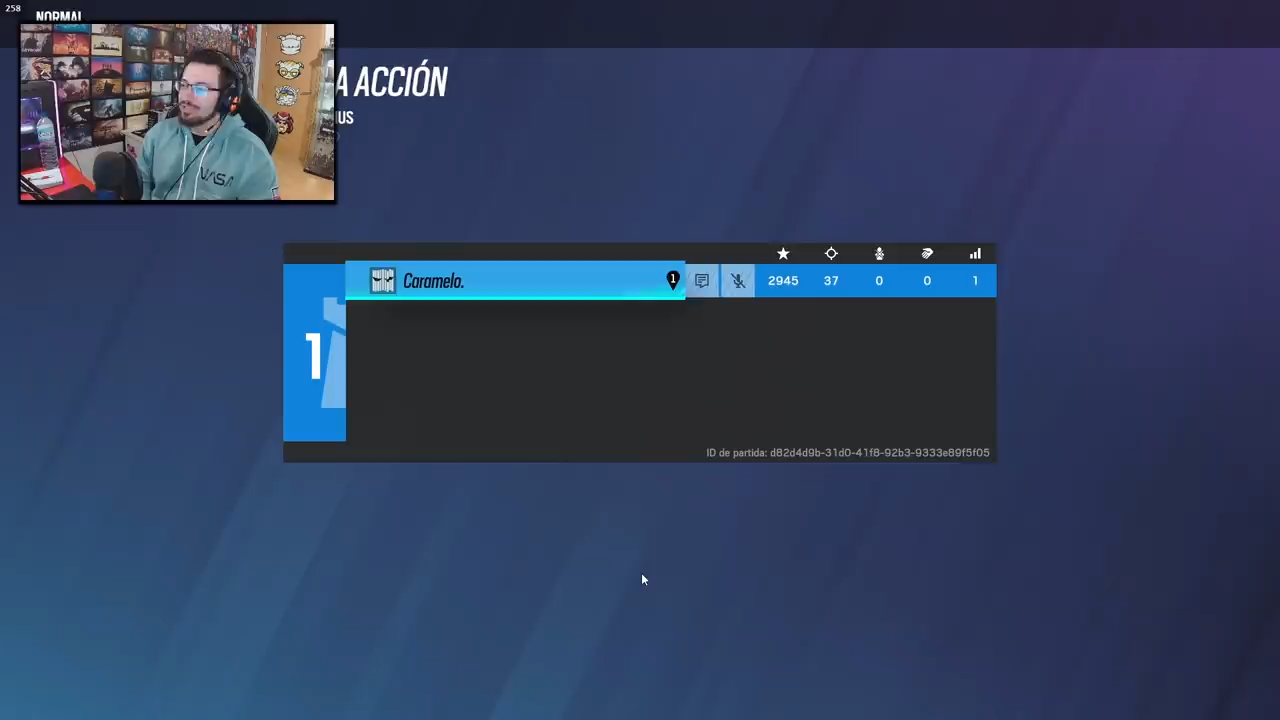 258
NORMAL
A ACCIÓN
US
NASA
Caramelo.
1
2945
37
0
0
1
1
ID de partida: d82d4d9b-31d0-41f8-92b3-9333e89f5f05